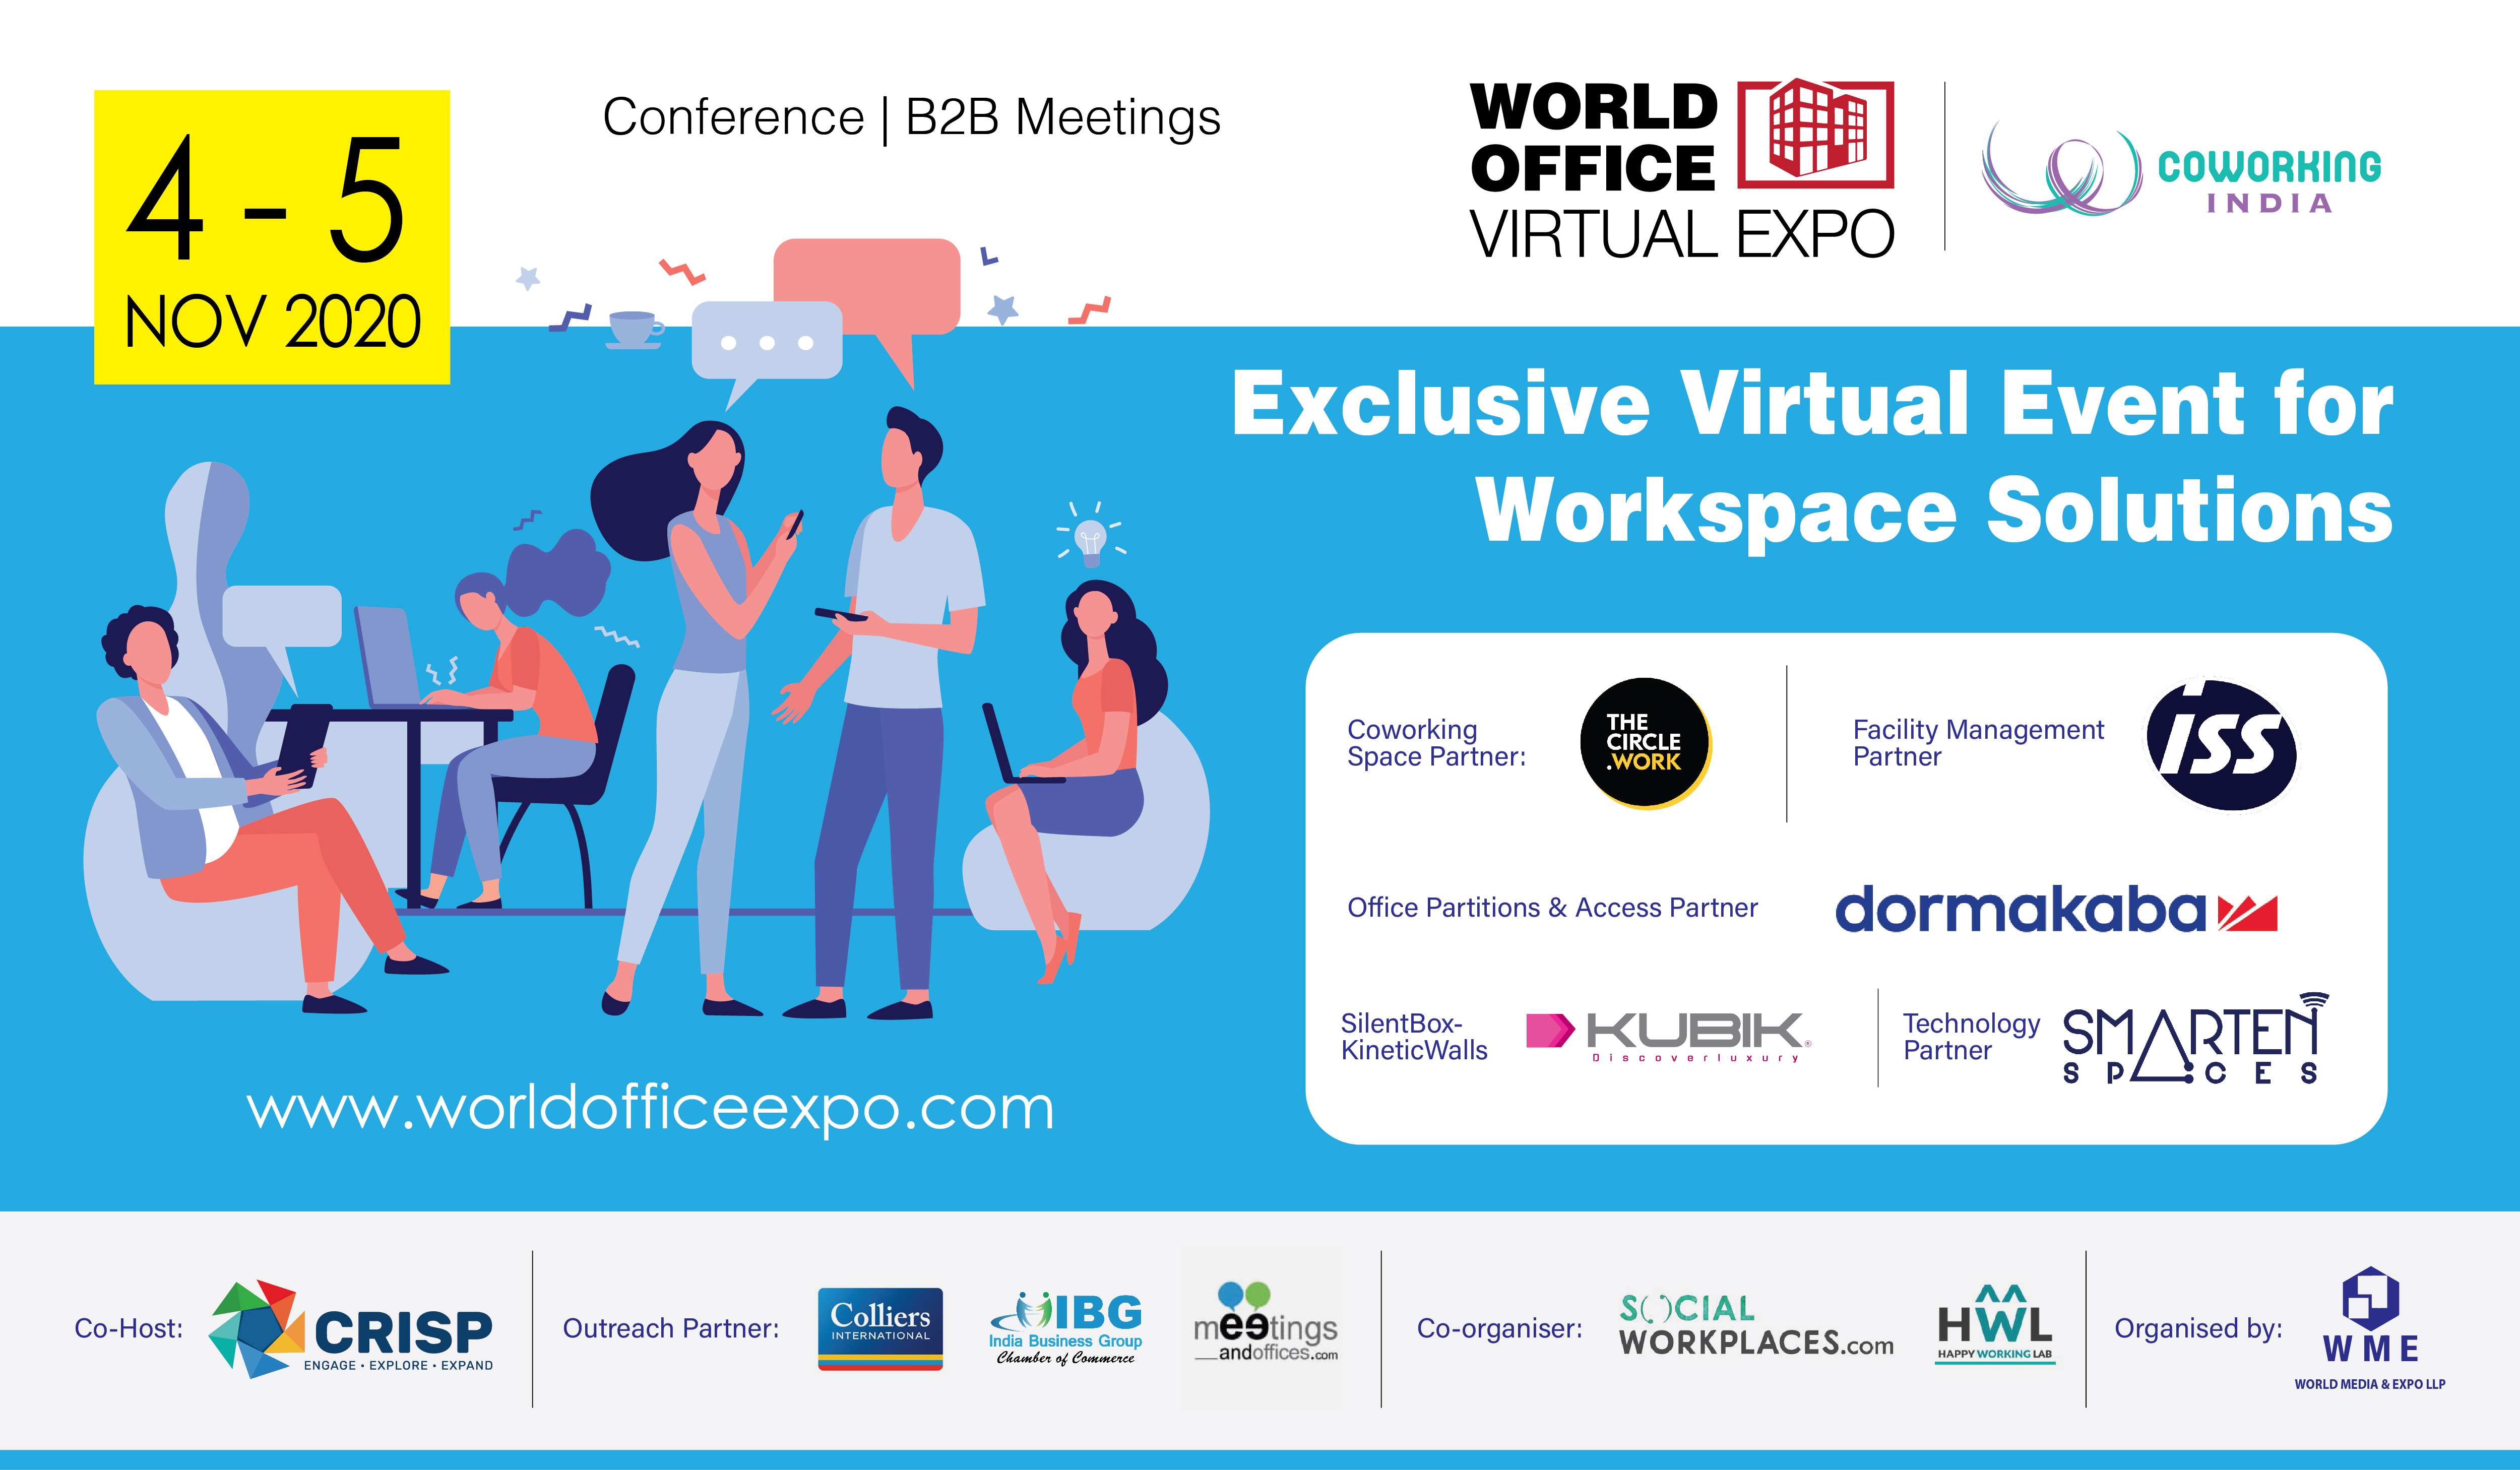 4 - 5
NOV 2020
Conference | B2B Meetings
WORLD
OFFICE
VIRTUAL EXPO
COWORKING
INDIA
Exclusive Virtual Event for
Workspace Solutions
Coworking
Space Partner:
THE
CIRCLE
.WORK
Facility Management
Partner
ISS
Office Partitions & Access Partner
dormakaba
SilentBox-
KineticWalls
KUBIK®
Discoverluxury
Technology
Partner
SMARTEN
SPACES
www.worldofficeexpo.com
Co-Host:
CRISP
ENGAGE • EXPLORE • EXPAND
Outreach Partner:
Colliers
INTERNATIONAL
IBG
India Business Group
Chamber of Commerce
meetings
andoffices.com
Co-organiser:
SOCIAL
WORKPLACES.com
HWL
HAPPY WORKING LAB
Organised by:
WME
WORLD MEDIA & EXPO LLP